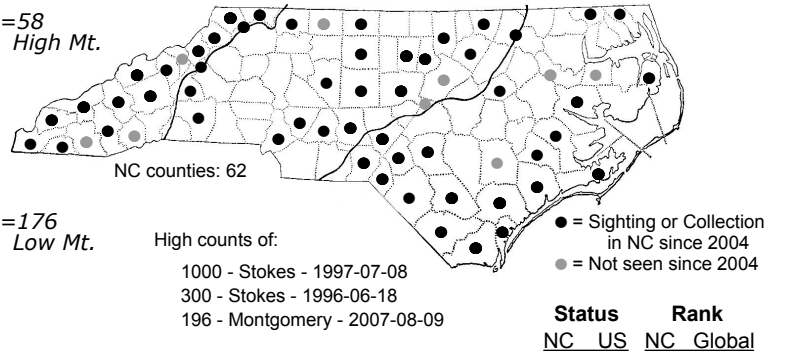 =58
High Mt.
NC counties: 62
=176
Low Mt.
High counts of:
1000 - Stokes - 1997-07-08
300 - Stokes - 1996-06-18
196 - Montgomery - 2007-08-09
= Sighting or Collection
in NC since 2004
= Not seen since 2004
Status Rank
NC US NC Global